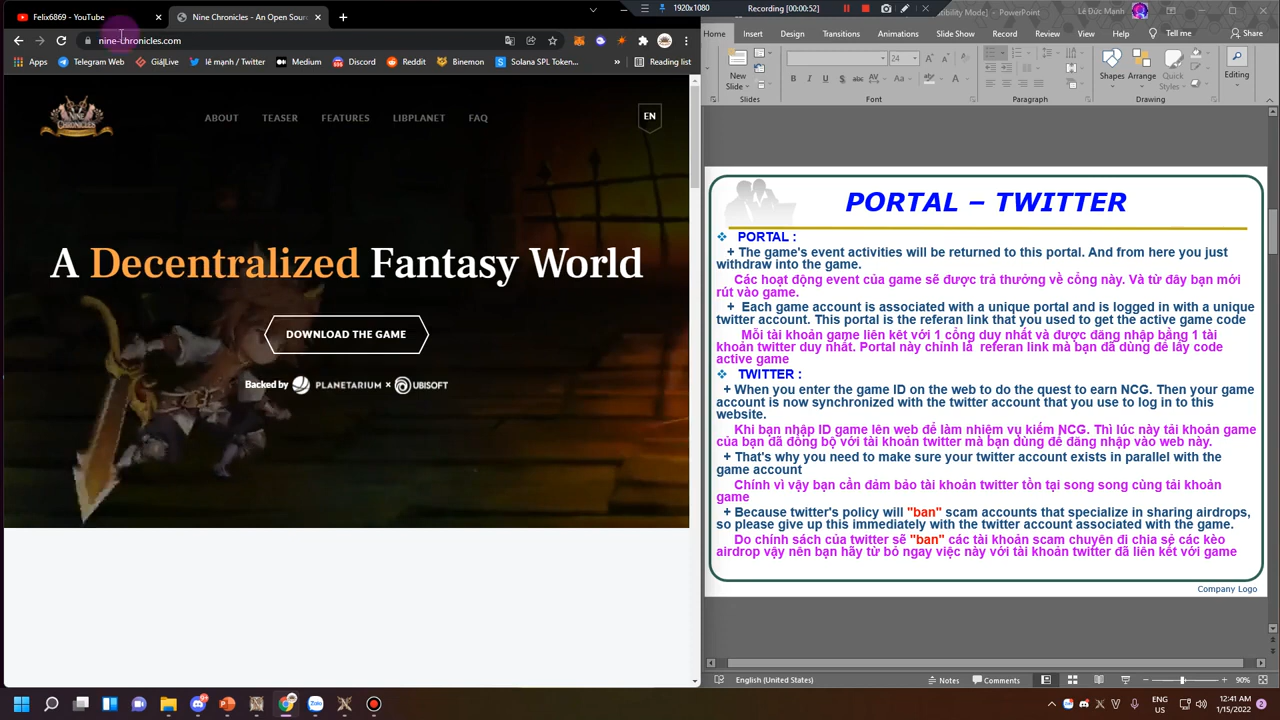 Felix6869 - YouTube
Nine Chronicles - An Open Sour
1920x1080
Recording [00:00:52]
bility Mode] - PowerPoint
Lê Đức Mạnh
nine-chronicles.com
Home
Insert
Design
Record
Review
Recording
Help
Tell me
Share
Apps
Telegram Web
GiáLive
lê mạnh / Twitter
Medium
Discord
Reddit
Binemon
Solana SPL Token...
»
Reading list
New
Slide
24
Shapes
Arrange
Quick
Styles
Editing
Slides
Font
Paragraph
Drawing
NINE
CHRONICLES
ABOUT
TEASER
FEATURES
LIBPLANET
FAQ
EN
A Decentralized Fantasy World
DOWNLOAD THE GAME
Backed by PLANETARIUM × UBISOFT
PORTAL – TWITTER
PORTAL :
+ The game's event activities will be returned to this portal. And from here you just
withdraw into the game.
Các hoạt động event của game sẽ được trả thưởng về cổng này. Và từ đây bạn mới
rút vào game.
+ Each game account is associated with a unique portal and is logged in with a unique
twitter account. This portal is the referan link that you used to get the active game code
Mỗi tài khoản game liên kêt với 1 cổng duy nhất và được đăng nhập bằng 1 tài
khoản twitter duy nhất. Portal này chính là referan link mà bạn đã dùng để lấy code
active game
TWITTER :
+ When you enter the game ID on the web to do the quest to earn NCG. Then your game
account is now synchronized with the twitter account that you use to log in to this
website.
Khi bạn nhập ID game lên web để làm nhiệm vụ kiếm NCG. Thì lúc này tài khoản game
của bạn đã đồng bộ với tài khoản twitter mà bạn dùng để đăng nhập vào web này.
+ That's why you need to make sure your twitter account exists in parallel with the
game account
Chính vì vậy bạn cần đảm bảo tài khoản twitter tồn tại song song cùng tài khoản
game
+ Because twitter's policy will "ban" scam accounts that specialize in sharing airdrops,
so please give up this immediately with the twitter account associated with the game.
Do chính sách của twitter sẽ "ban" các tài khoản scam chuyên đi chia sẻ các kèo
airdrop vậy nên bạn hãy từ bỏ ngay việc này với tài khoản twitter đã liên kết với game
Company Logo
English (United States)
Notes
Comments
90%
ENG
US
12:41 AM
1/15/2022